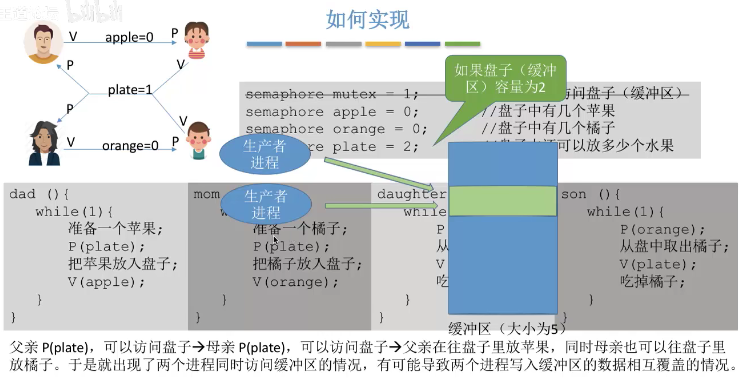 如何实现
V apple=0 P
P V
plate=1
P V
V orange=0 P
如果盘子（缓冲
区）容量为2
semaphore mutex = 1; 访问盘子（缓冲区）
semaphore apple = 0; //盘子中有几个苹果
semaphore orange = 0; //盘子中有几个橘子
ore plate = 2; 可以放多少个水果
生产者
进程
生产者
进程
dad (){
while(1){
准备一个苹果;
P(plate);
把苹果放入盘子;
V(apple);
}
}
mom
准备一个橘子;
P(plate);
把橘子放入盘子;
V(orange);
}
}
daughter
while
P
从
V
吃
}
}
son (){
while(1){
P(orange);
从盘中取出橘子;
V(plate);
吃掉橘子;
}
}
缓冲区（大小为5）
父亲 P(plate)，可以访问盘子→母亲 P(plate)，可以访问盘子→父亲在往盘子里放苹果，同时母亲也可以往盘子里
放橘子。于是就出现了两个进程同时访问缓冲区的情况，有可能导致两个进程写入缓冲区的数据相互覆盖的情况。